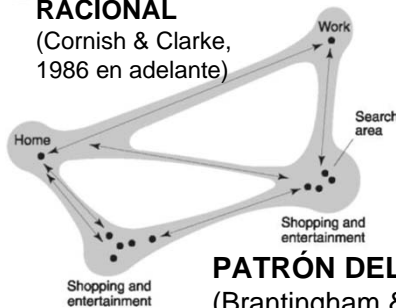 RACIONAL
(Cornish & Clarke,
1986 en adelante)
Work
Search
area
Home
Shopping and
entertainment
Shopping and
entertainment
PATRÓN DEL
(Brantingham &